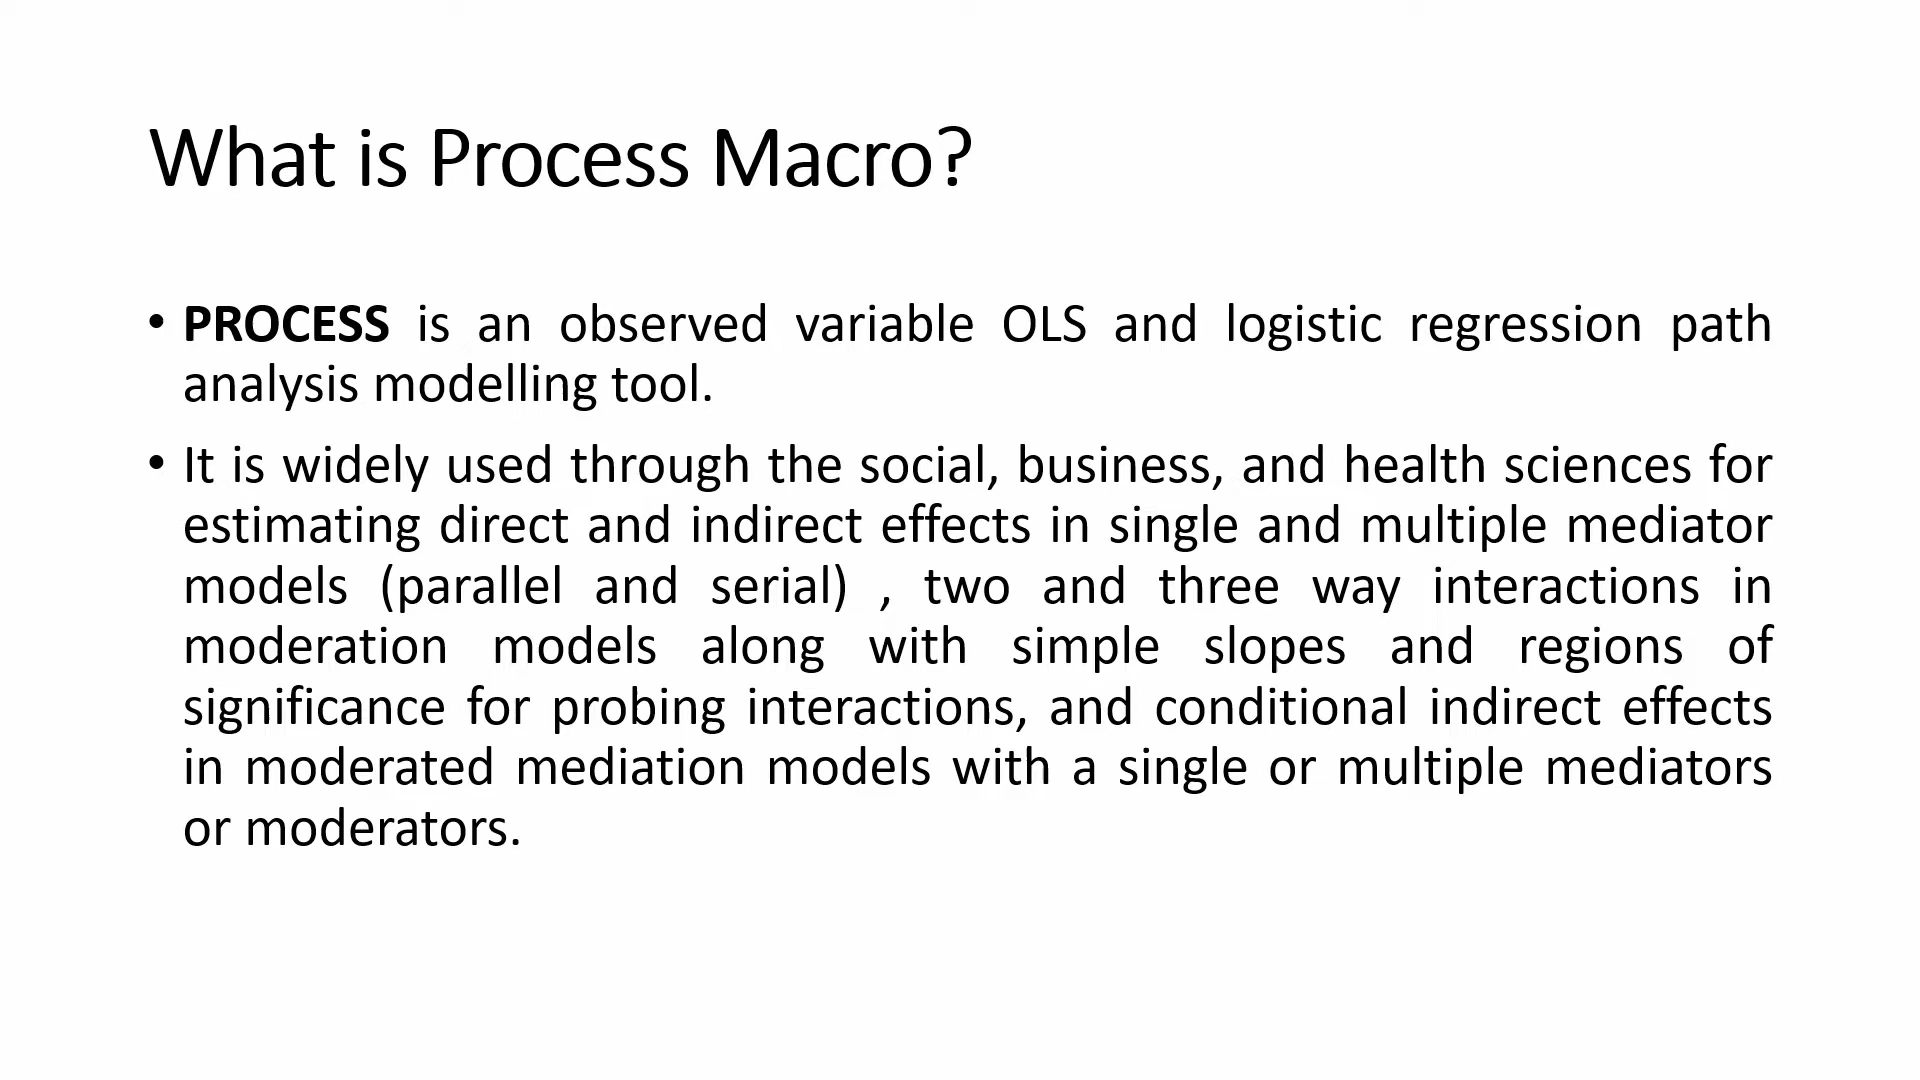 What is Process Macro?
• PROCESS is an observed variable OLS and logistic regression path
analysis modelling tool.
• It is widely used through the social, business, and health sciences for
estimating direct and indirect effects in single and multiple mediator
models (parallel and serial) , two and three way interactions in
moderation models along with simple slopes and regions of
significance for probing interactions, and conditional indirect effects
in moderated mediation models with a single or multiple mediators
or moderators.